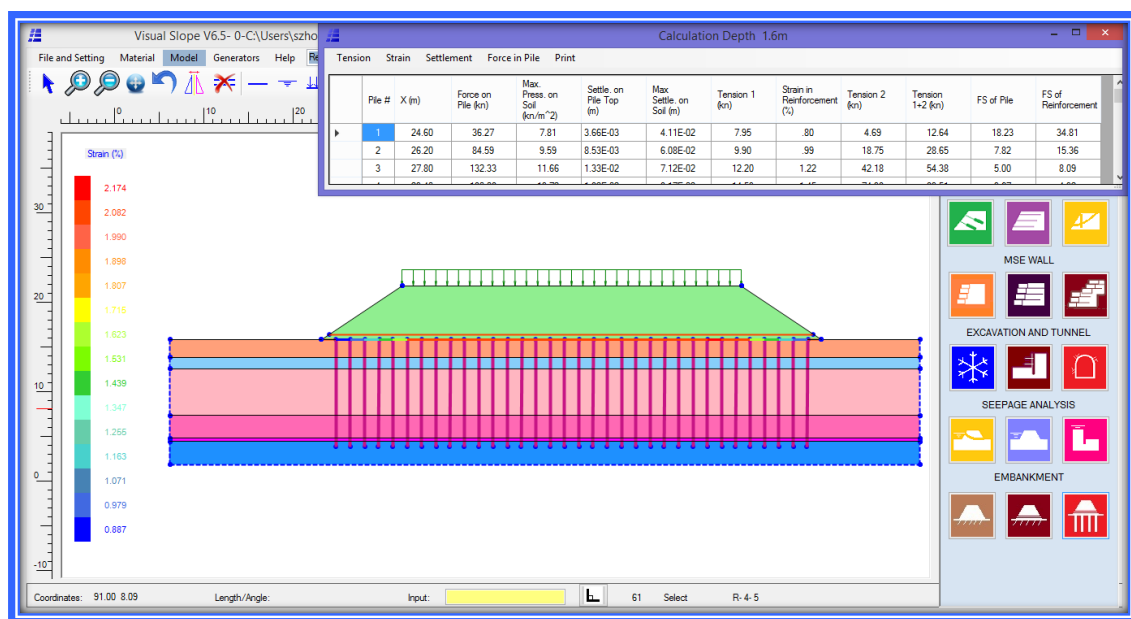 Visual Slope V6.5- 0-C:\Users\szho
Calculation Depth 1.6m
File and Setting Material Model Generators Help Re
Tension Strain Settlement Force in Pile Print
Pile # X (m) Force on Pile (kn) Max. Press. on Soil (kn/m^2) Settle. on Pile Top (m) Max Settle. on Soil (m) Tension 1 (kn) Strain in Reinforcement (%) Tension 2 (kn) Tension 1+2 (kn) FS of Pile FS of Reinforcement
1 24.60 36.27 7.81 3.66E-03 4.11E-02 7.95 .80 4.69 12.64 18.23 34.81
2 26.20 84.59 9.59 8.53E-03 6.08E-02 9.90 .99 18.75 28.65 7.82 15.36
3 27.80 132.33 11.66 1.33E-02 7.12E-02 12.20 1.22 42.18 54.38 5.00 8.09
0 10 20
30
20
10
0
-10
Strain (%)
2.174
2.082
1.990
1.898
1.807
1.715
1.623
1.531
1.439
1.347
1.255
1.163
1.071
0.979
0.887
MSE WALL
EXCAVATION AND TUNNEL
SEEPAGE ANALYSIS
EMBANKMENT
Coordinates: 91.00 8.09 Length/Angle: Input: 61 Select R- 4- 5